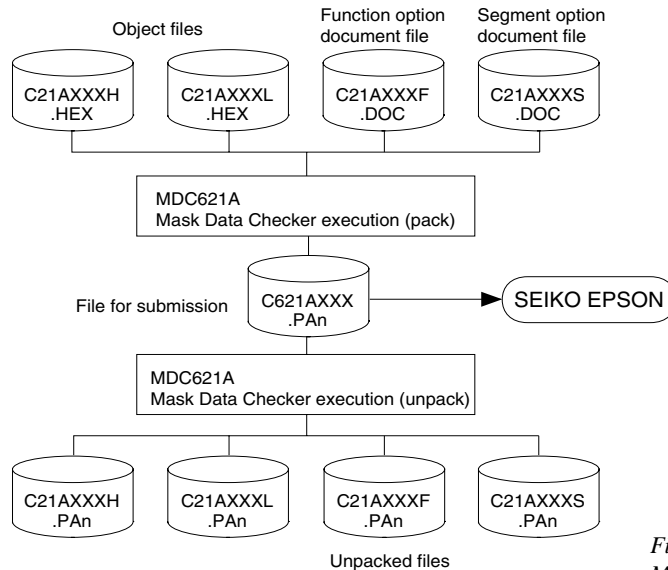 Object files
Function option
document file
Segment option
document file
C21AXXXH
.HEX
C21AXXXL
.HEX
C21AXXXF
.DOC
C21AXXXS
.DOC
MDC621A
Mask Data Checker execution (pack)
File for submission
C621AXXX
.PAn
SEIKO EPSON
MDC621A
Mask Data Checker execution (unpack)
C21AXXXH
.PAn
C21AXXXL
.PAn
C21AXXXF
.PAn
C21AXXXS
.PAn
Unpacked files